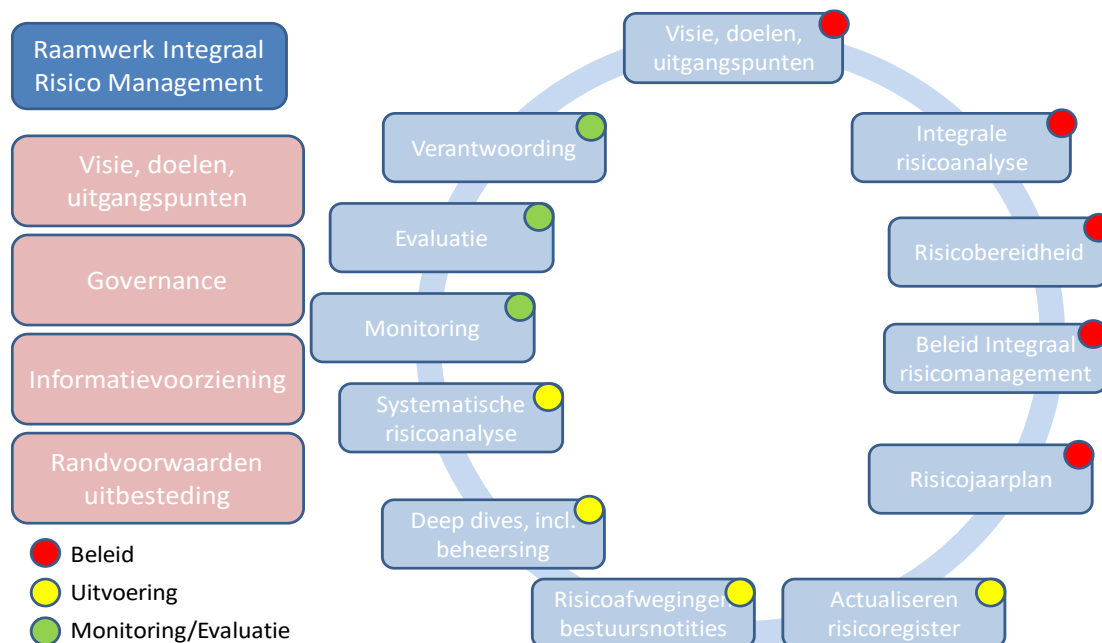 Raamwerk Integraal
Risico Management
Visie, doelen,
uitgangspunten
Governance
Informatievoorziening
Randvoorwaarden
uitbesteding
Beleid
Uitvoering
Monitoring/Evaluatie
Visie, doelen,
uitgangspunten
Integrale
risicoanalyse
Risicobereidheid
Beleid Integraal
risicomanagement
Risicojaarplan
Actualiseren
risicoregister
Risicoafwegingen
bestuursnotities
Deep dives, incl.
beheersing
Systematische
risicoanalyse
Monitoring
Evaluatie
Verantwoording